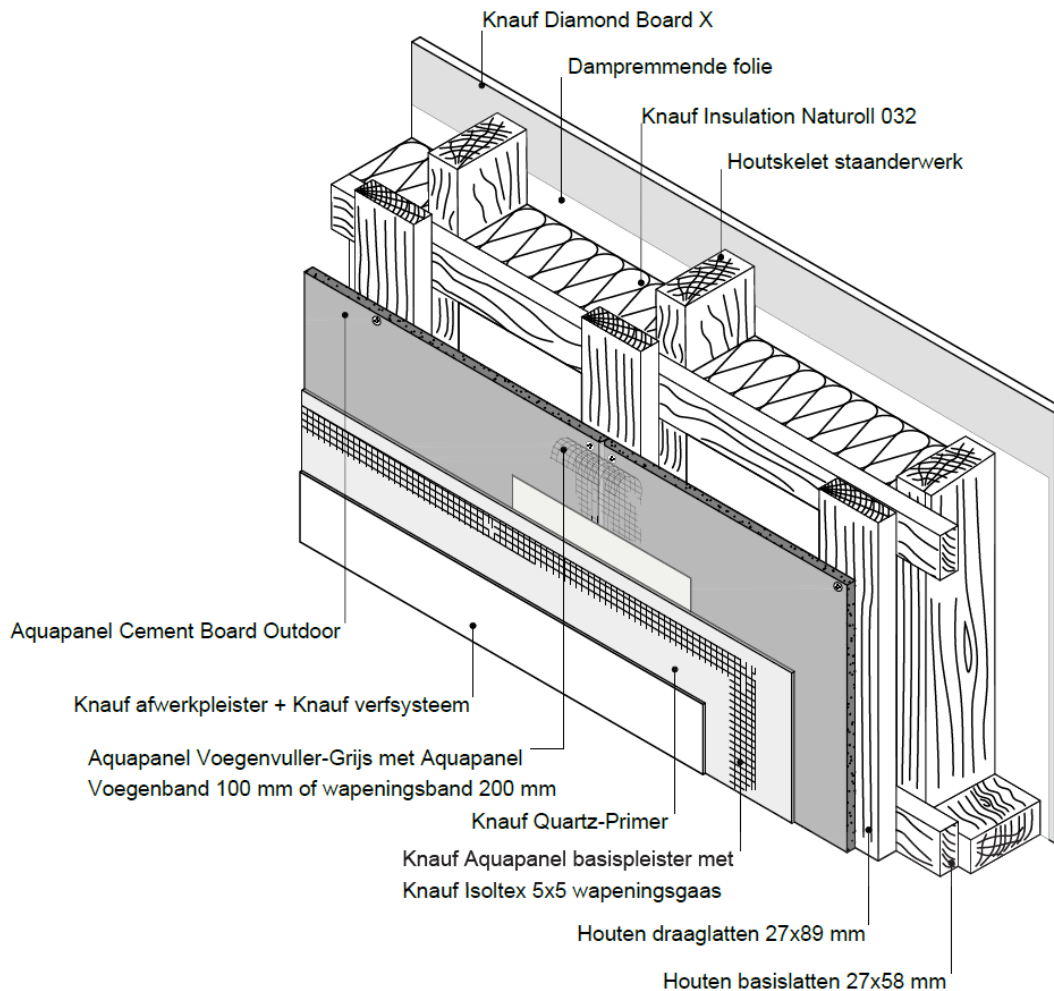 Knauf Diamond Board X
Dampremmende folie
Knauf Insulation Naturoll 032
Houtskelet staanderwerk
Aquapanel Cement Board Outdoor
Knauf afwerkpleister + Knauf verfsysteem
Aquapanel Voegenvuller-Grijs met Aquapanel
Voegenband 100 mm of wapeningsband 200 mm
Knauf Quartz-Primer
Knauf Aquapanel basispleister met
Knauf Isoltex 5x5 wapeningsgaas
Houten draaglatten 27x89 mm
Houten basislatten 27x58 mm